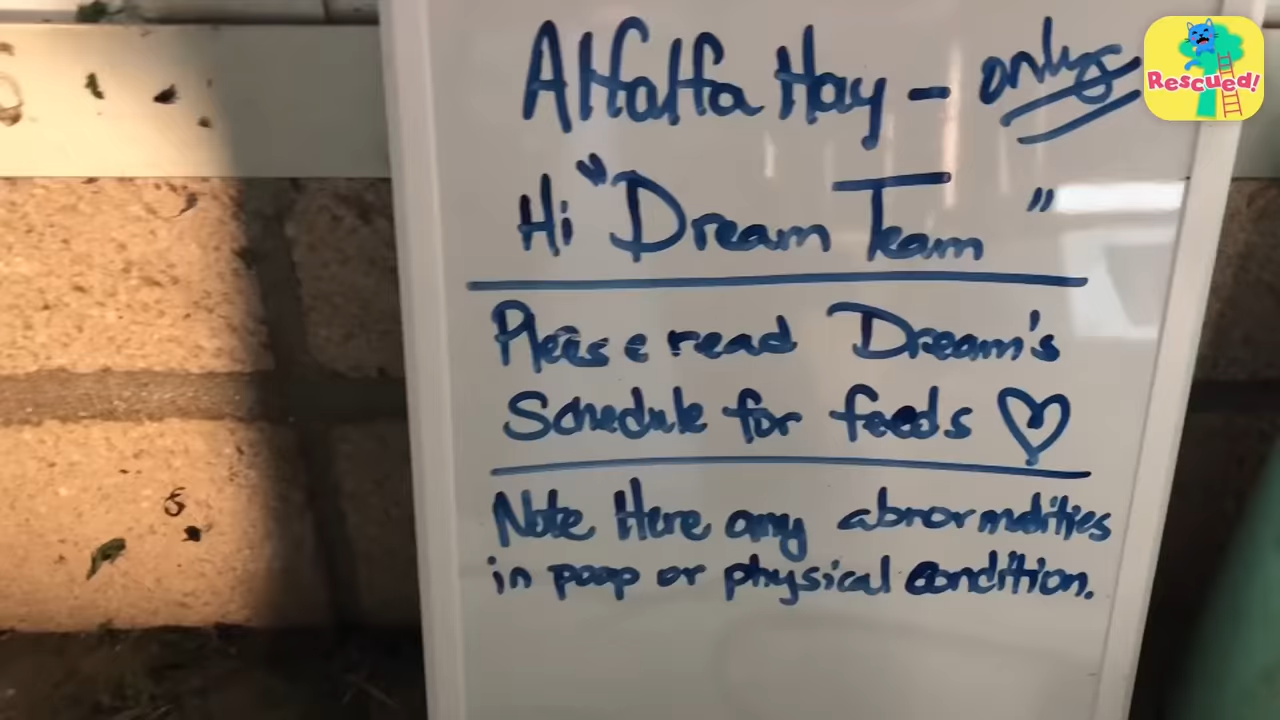 Alfalfa Hay - only
Hi "Dream Team"
Please read Dream's
Schedule for feeds ♡
Note Here any abnormalities
in poop or physical condition.
Rescued!